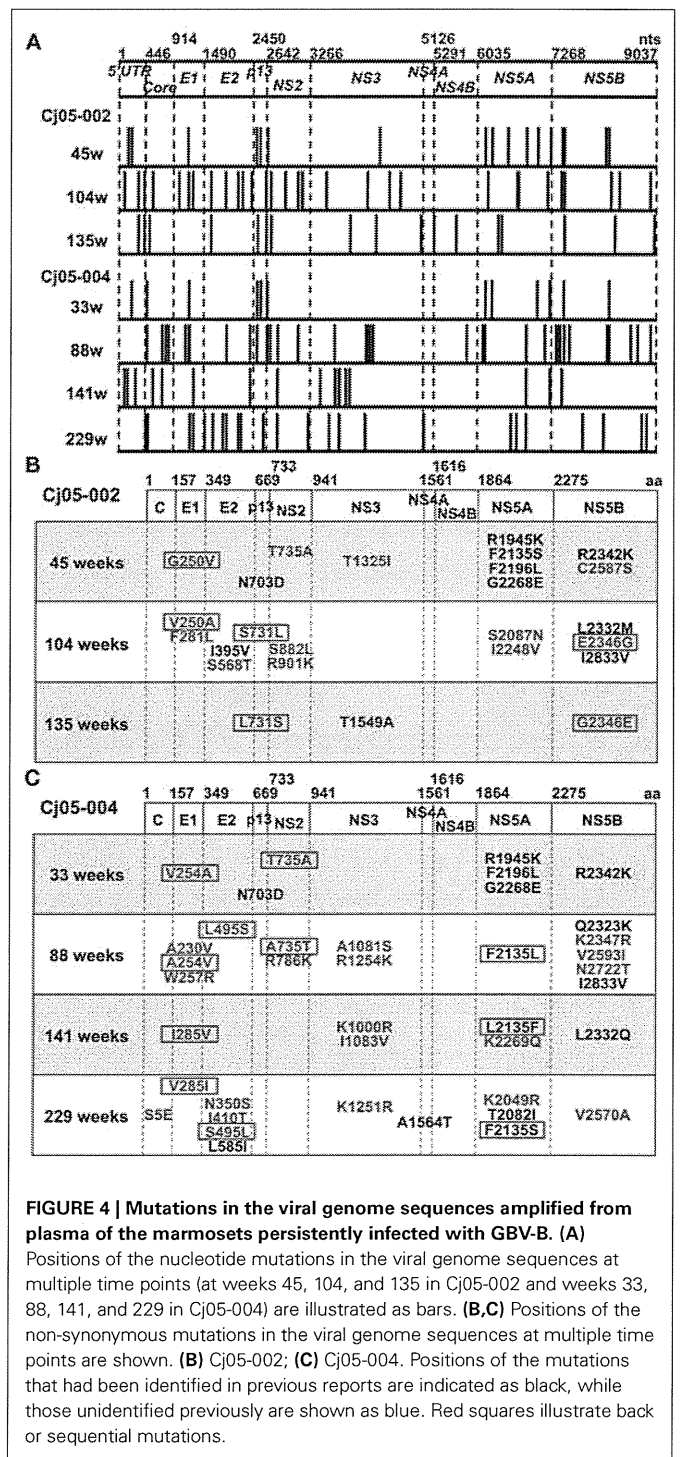 A
914 2450 5126
1 446 1490 2642 3266 5291 6035 7268 9037 nts
5'UTR Core E1 E2 p13 NS2 NS3 NS4A NS4B NS5A NS5B
Cj05-002
45w
104w
135w
Cj05-004
33w
88w
141w
229w
B
733 1616
1 157 349 669 941 1561 1864 2275 aa
Cj05-002
C E1 E2 p13 NS2 NS3 NS4A NS4B NS5A NS5B
45 weeks
G250V
N703D
T735A
T1325I
R1945K
F2135S
F2196L
G2268E
R2342K
C2587S
104 weeks
V250A
F281L
S731L
I395V
S568T
S882L
R901K
S2087N
I2248V
L2332M
E2346G
I2833V
135 weeks
L731S
T1549A
G2346E
C
733 1616
1 157 349 669 941 1561 1864 2275 aa
Cj05-004
C E1 E2 p13 NS2 NS3 NS4A NS4B NS5A NS5B
33 weeks
V254A
N703D
T735A
R1945K
F2196L
G2268E
R2342K
88 weeks
L495S
A230V
A254V
W257R
A735T
R786K
A1081S
R1254K
F2135L
Q2323K
K2347R
V2593I
N2722T
I2833V
141 weeks
I285V
K1000R
I1083V
L2135F
K2269Q
L2332Q
229 weeks
S5E
V285I
N350S
I410T
S495L
L585I
K1251R
A1564T
K2049R
T2082I
F2135S
V2570A
FIGURE 4 | Mutations in the viral genome sequences amplified from
plasma of the marmosets persistently infected with GBV-B. (A)
Positions of the nucleotide mutations in the viral genome sequences at
multiple time points (at weeks 45, 104, and 135 in Cj05-002 and weeks 33,
88, 141, and 229 in Cj05-004) are illustrated as bars. (B,C) Positions of the
non-synonymous mutations in the viral genome sequences at multiple time
points are shown. (B) Cj05-002; (C) Cj05-004. Positions of the mutations
that had been identified in previous reports are indicated as black, while
those unidentified previously are shown as blue. Red squares illustrate back
or sequential mutations.